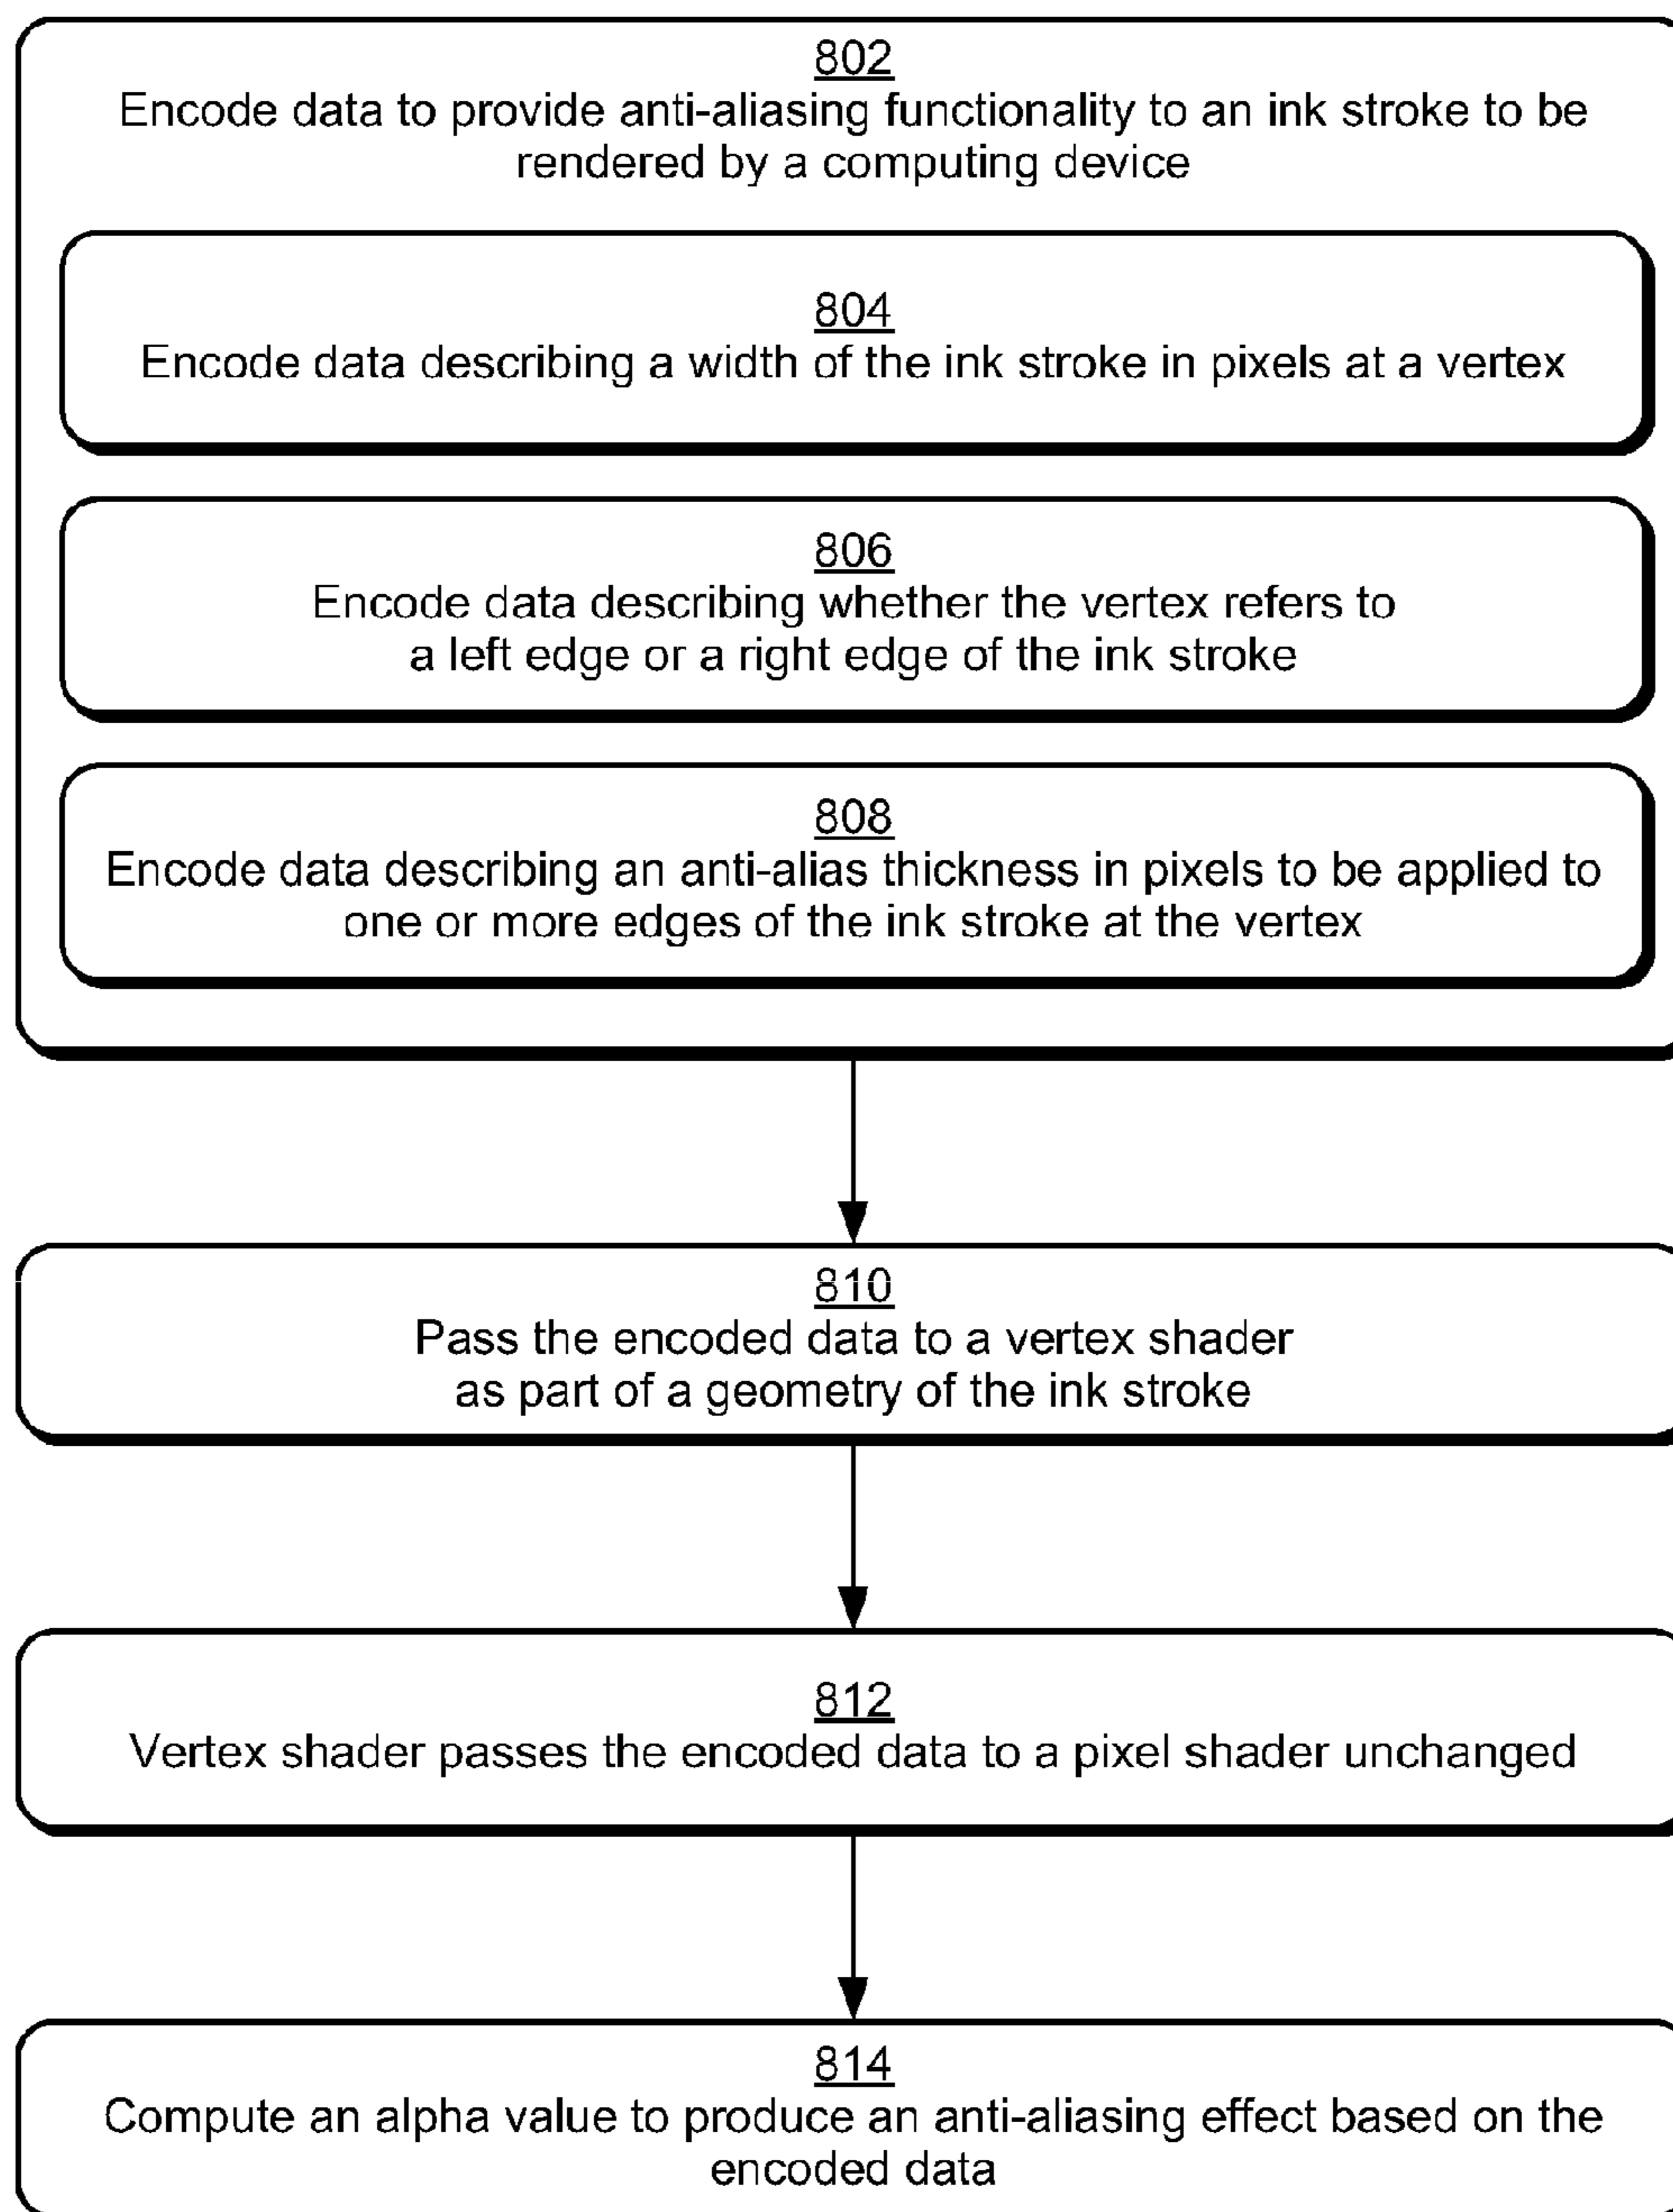 802
Encode data to provide anti-aliasing functionality to an ink stroke to be
rendered by a computing device
804
Encode data describing a width of the ink stroke in pixels at a vertex
806
Encode data describing whether the vertex refers to
a left edge or a right edge of the ink stroke
808
Encode data describing an anti-alias thickness in pixels to be applied to
one or more edges of the ink stroke at the vertex
810
Pass the encoded data to a vertex shader
as part of a geometry of the ink stroke
812
Vertex shader passes the encoded data to a pixel shader unchanged
814
Compute an alpha value to produce an anti-aliasing effect based on the
encoded data